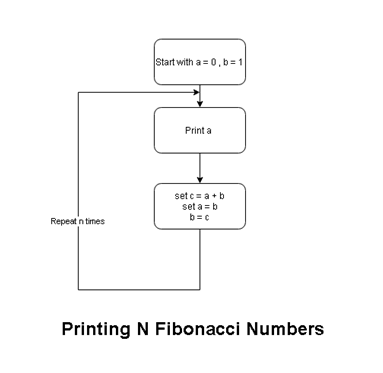 Start with a = 0 , b = 1
Print a
set c = a + b
set a = b
b = c
Repeat n times
Printing N Fibonacci Numbers